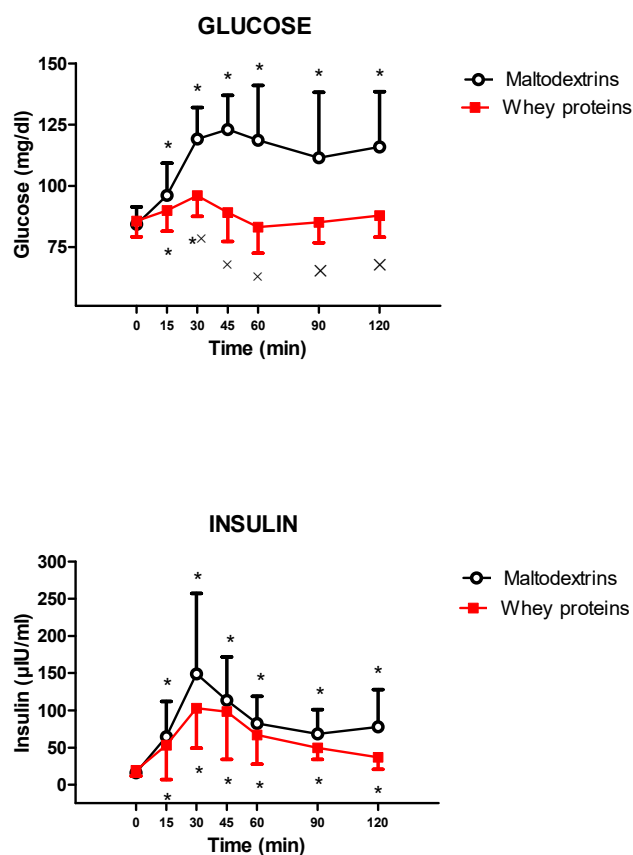 GLUCOSE
150
125
100
75
Glucose (mg/dl)
* * * * * * *
* *× × × × ×
0 15 30 45 60 90 120
Time (min)
Maltodextrins
Whey proteins
INSULIN
300
250
200
150
100
50
0
Insulin (µIU/ml)
* * * * * *
* * * * * *
0 15 30 45 60 90 120
Time (min)
Maltodextrins
Whey proteins